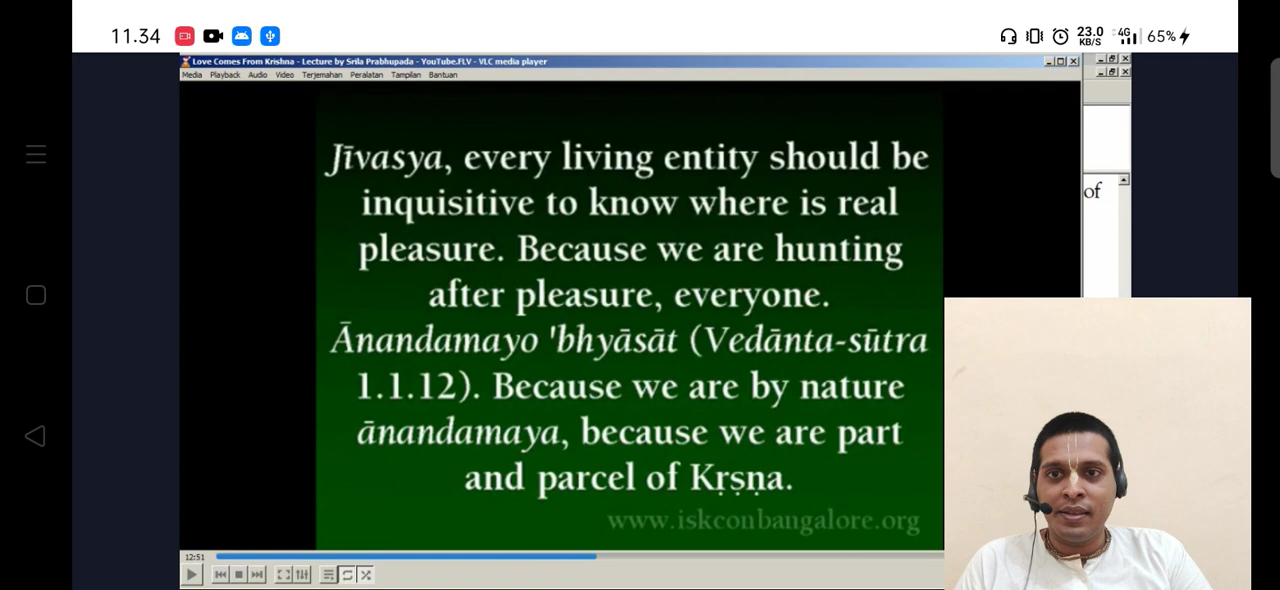 11.34
23.0
KB/S
4G
65%
Love Comes From Krishna - Lecture by Srila Prabhupada - YouTube.FLV - VLC media player
Media Playback Audio Video Terjemahan Peralatan Tampilan Bantuan
Jīvasya, every living entity should be
inquisitive to know where is real
pleasure. Because we are hunting
after pleasure, everyone.
Ānandamayo 'bhyāsāt (Vedānta-sūtra
1.1.12). Because we are by nature
ānandamaya, because we are part
and parcel of Kṛṣṇa.
www.iskconbangalore.org
of
12:51